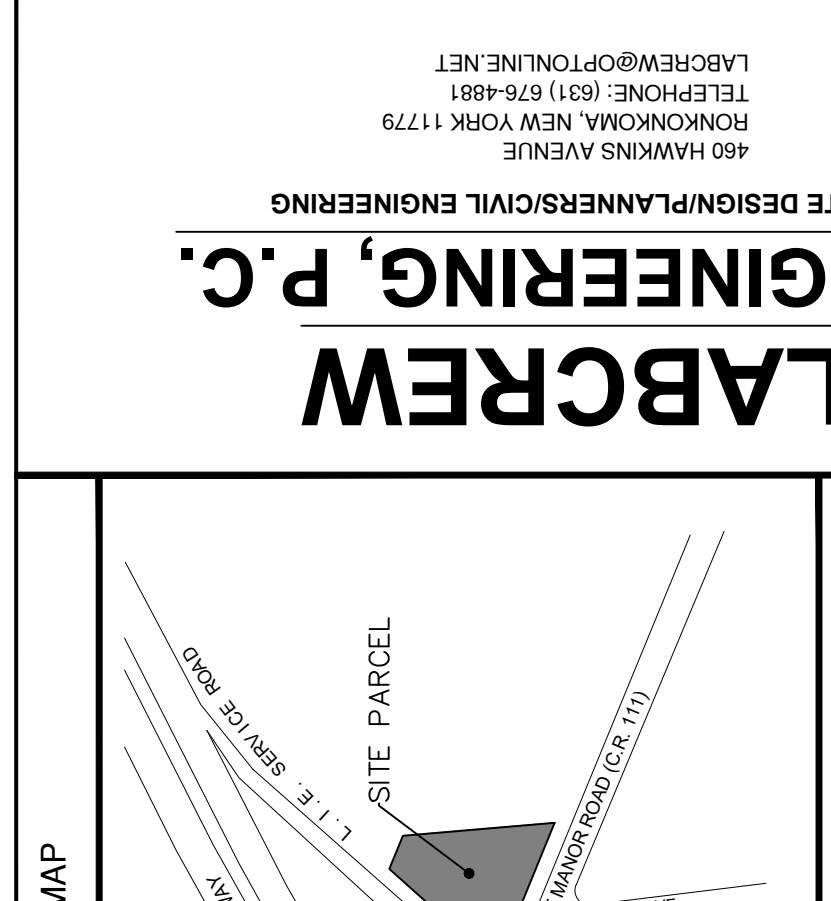 LABCREW
GINEERING, P.C.
TE DESIGN/PLANNERS/CIVIL ENGINEERING
460 HAWKINS AVENUE
RONKONKOMA, NEW YORK 11779
TELEPHONE: (631) 676-4881
LABCREW@OPTONLINE.NET
MAP
L.I.E. SERVICE ROAD
SITE PARCEL
MANOR ROAD (C.R. 111)
WAY